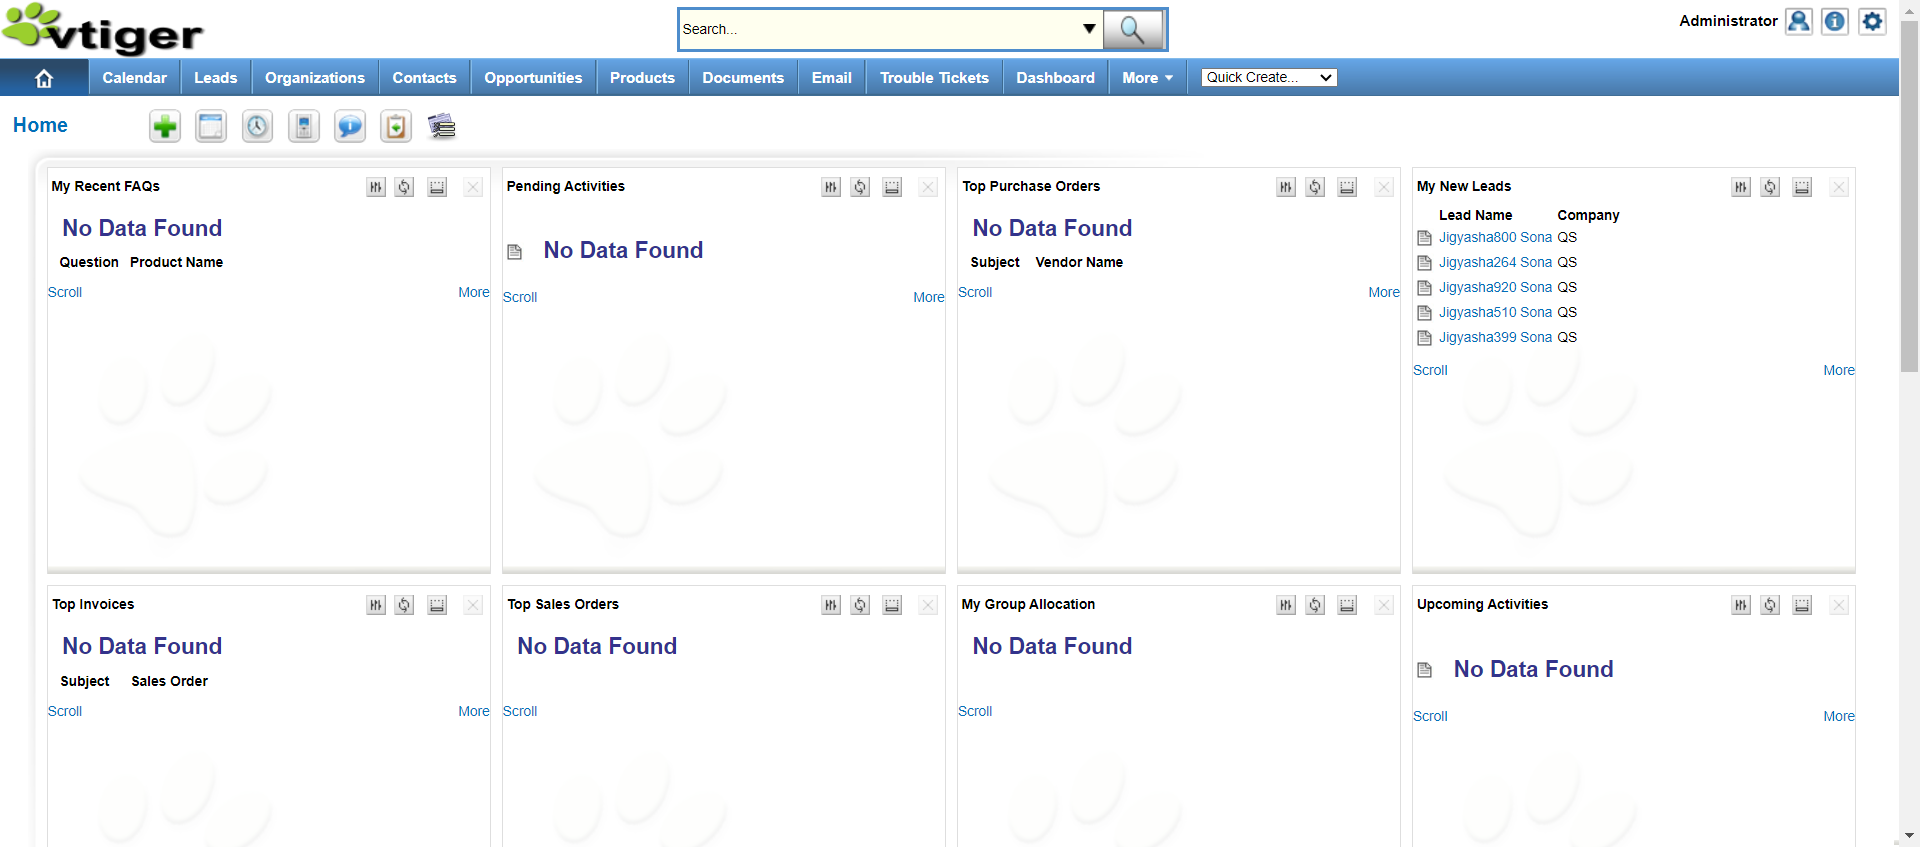 vtiger
Search...
Administrator
Calendar Leads Organizations Contacts Opportunities Products Documents Email Trouble Tickets Dashboard More Quick Create...
Home
My Recent FAQs
No Data Found
Question Product Name
Scroll More
Pending Activities
No Data Found
Scroll More
Top Purchase Orders
No Data Found
Subject Vendor Name
Scroll More
My New Leads
Lead Name Company
Jigyasha800 Sona QS
Jigyasha264 Sona QS
Jigyasha920 Sona QS
Jigyasha510 Sona QS
Jigyasha399 Sona QS
Scroll More
Top Invoices
No Data Found
Subject Sales Order
Scroll More
Top Sales Orders
No Data Found
Scroll
My Group Allocation
No Data Found
Scroll
Upcoming Activities
No Data Found
Scroll More